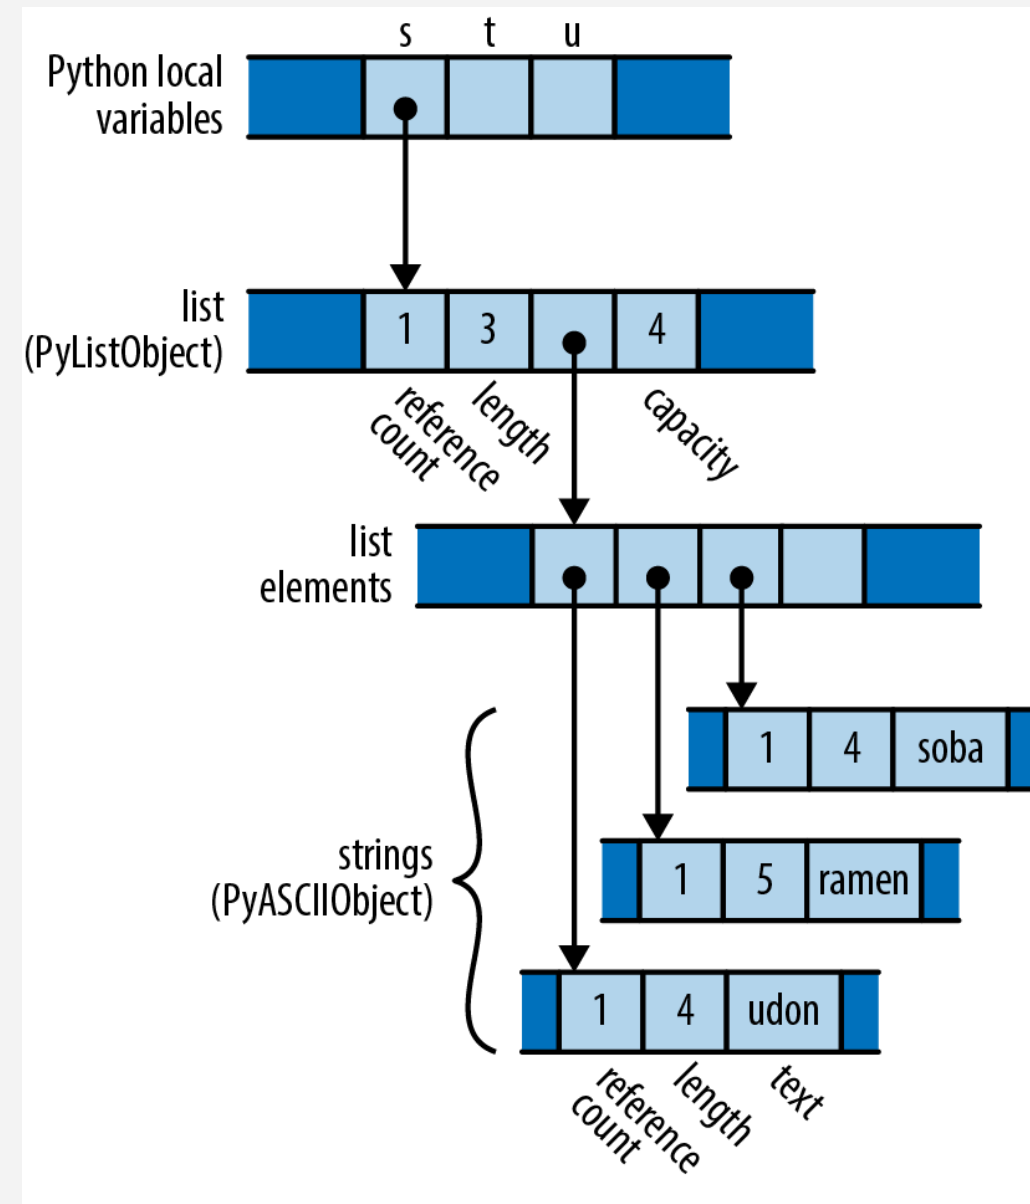 s t u
Python local
variables
list
(PyListObject)
1 3 4
reference
count
length
capacity
list
elements
1 4 soba
strings
(PyASCIIObject)
1 5 ramen
1 4 udon
reference
count
length
text